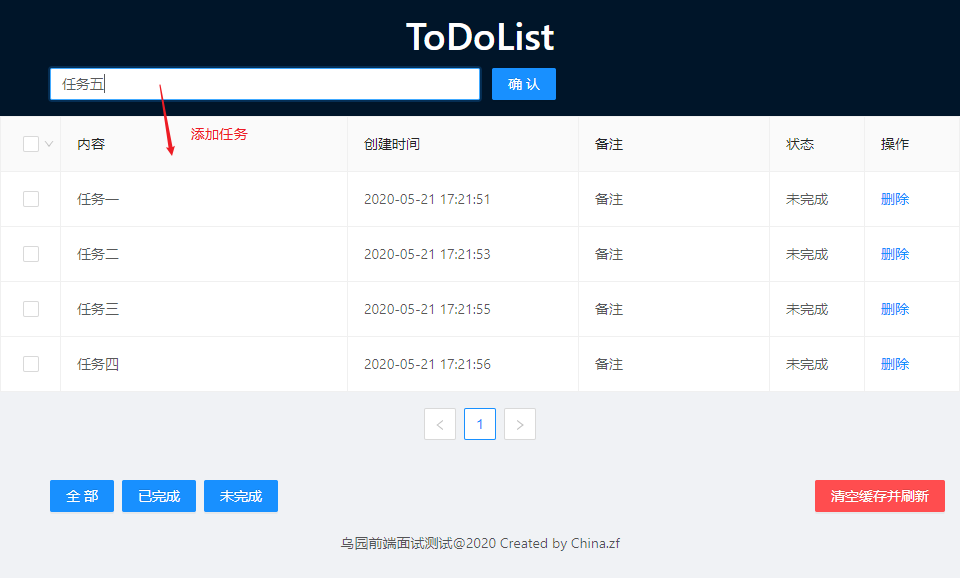 ToDoList
任务五
确 认
添加任务
内容 创建时间 备注 状态 操作
任务一 2020-05-21 17:21:51 备注 未完成 删除
任务二 2020-05-21 17:21:53 备注 未完成 删除
任务三 2020-05-21 17:21:55 备注 未完成 删除
任务四 2020-05-21 17:21:56 备注 未完成 删除
< 1 >
全 部 已完成 未完成 清空缓存并刷新
乌园前端面试测试@2020 Created by China.zf